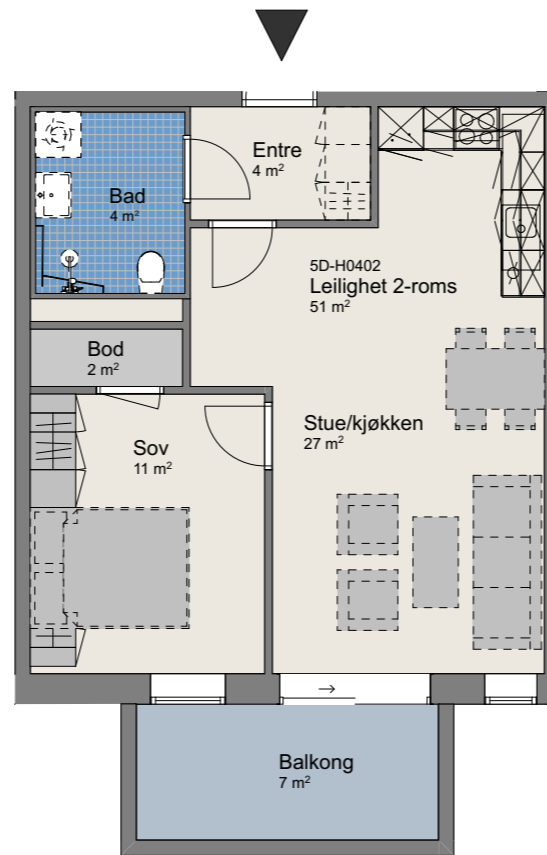 Entre
4 m²
Bad
4 m²
5D-H0402
Leilighet 2-roms
51 m²
Bod
2 m²
Stue/kjøkken
27 m²
Sov
11 m²
Balkong
7 m²